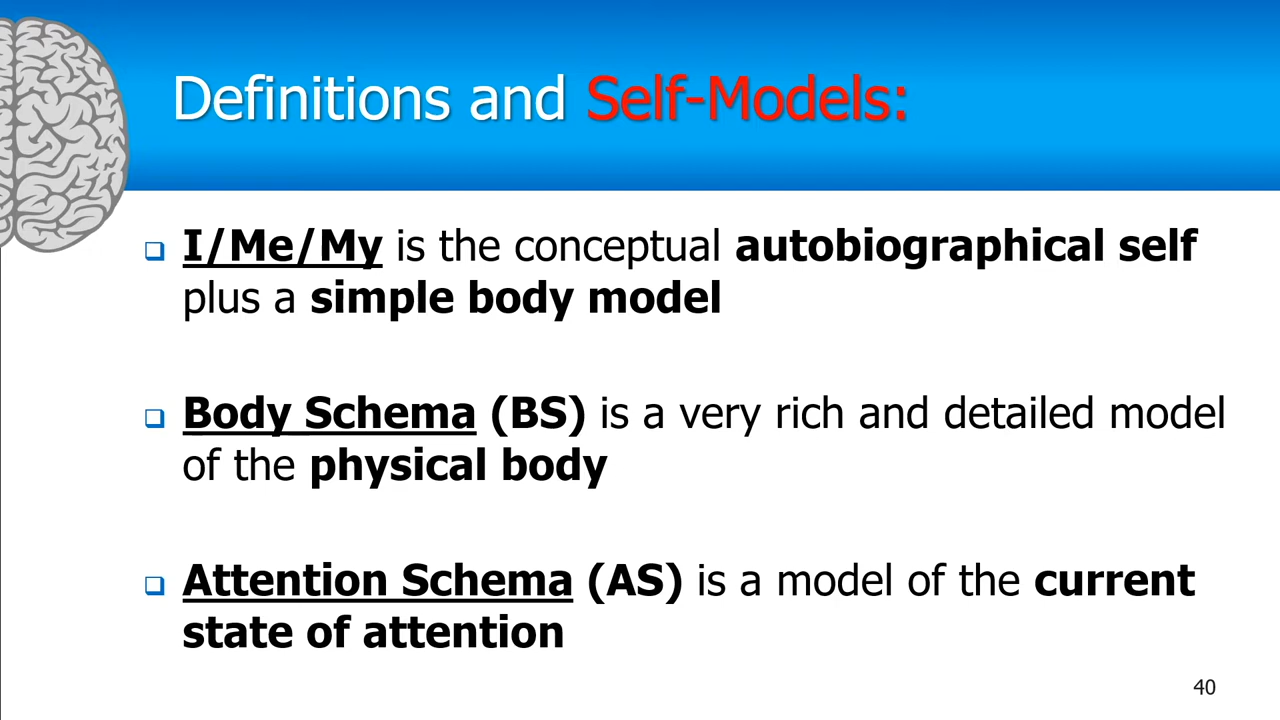 Definitions and Self-Models:
I/Me/My is the conceptual autobiographical self
plus a simple body model
Body Schema (BS) is a very rich and detailed model
of the physical body
Attention Schema (AS) is a model of the current
state of attention
40